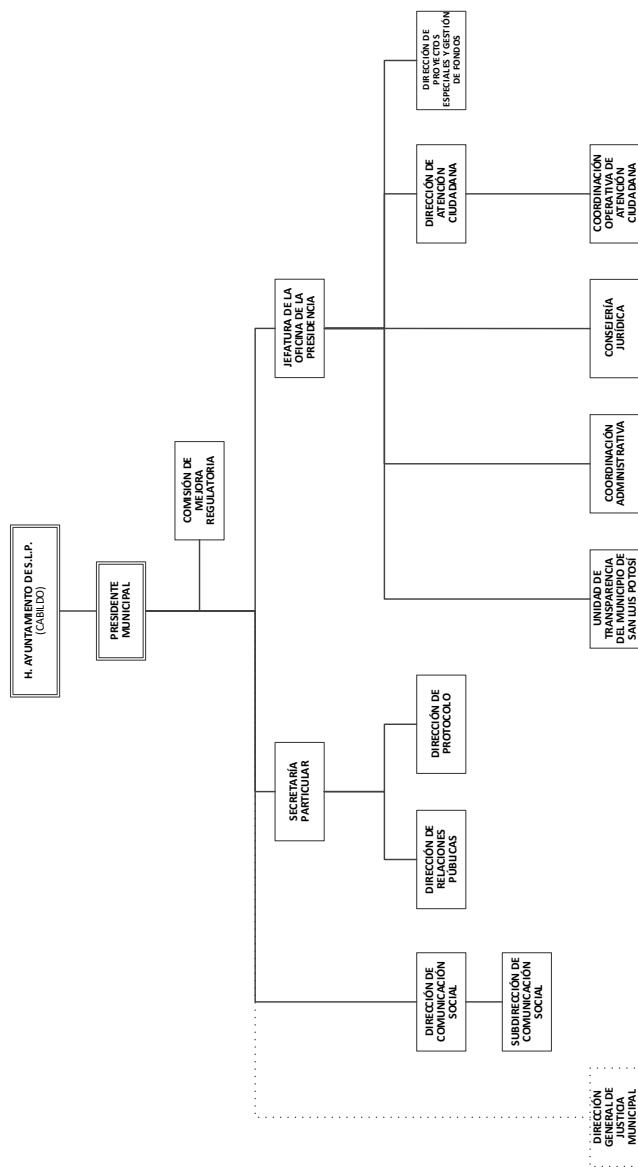 H. AYUNTAMIENTO DE S.L.P.
(CABILDO)
PRESIDENTE
MUNICIPAL
COMISIÓN DE
MEJORA
REGULATORIA
SECRETARÍA
PARTICULAR
JEFATURA DE LA
OFICINA DE LA
PRESIDENCIA
DIRECCIÓN DE
COMUNICACIÓN
SOCIAL
DIRECCIÓN DE
RELACIONES
PÚBLICAS
DIRECCIÓN DE
PROTOCOLO
DIRECCIÓN DE
ATENCIÓN
CIUDADANA
DIRECCIÓN DE
PROYECTOS
ESPECIALES Y GESTIÓN
DE FONDOS
SUBDIRECCIÓN DE
COMUNICACIÓN
SOCIAL
DIRECCIÓN
GENERAL DE
JUSTICIA
MUNICIPAL
UNIDAD DE
TRANSPARENCIA
DEL MUNICIPIO DE
SAN LUIS POTOSÍ
COORDINACIÓN
ADMINISTRATIVA
CONSEJERÍA
JURÍDICA
COORDINACIÓN
OPERATIVA DE
ATENCIÓN
CIUDADANA